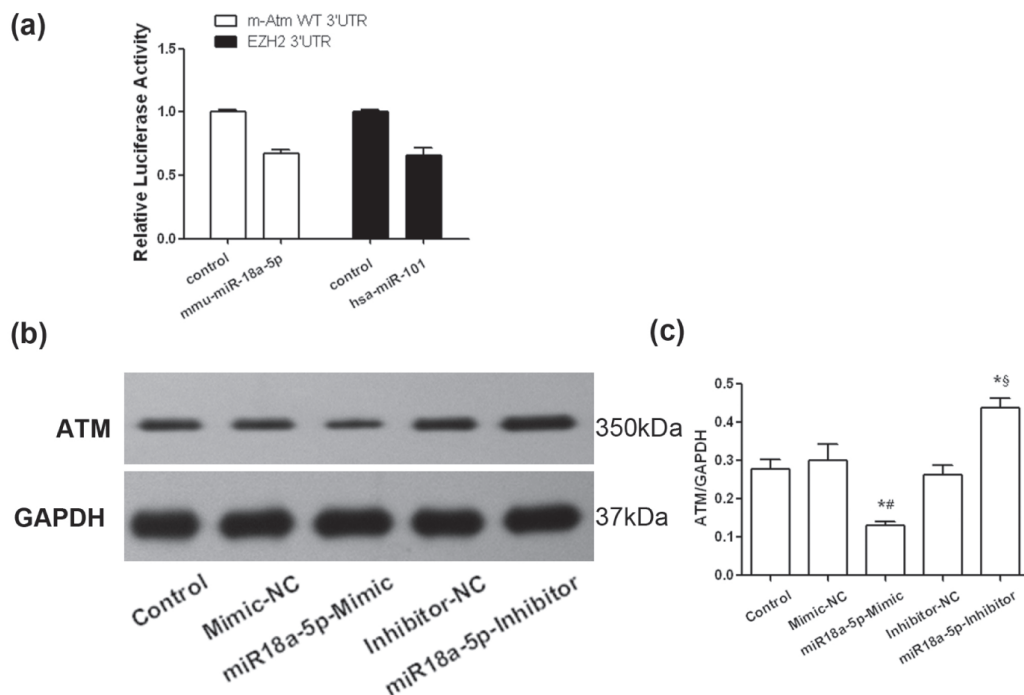 (a)
m-Atm WT 3'UTR
EZH2 3'UTR
Relative Luciferase Activity
1.5
1.0
0.5
0.0
control
mmu-miR-18a-5p
control
hsa-miR-101
(b)
ATM
350kDa
GAPDH
37kDa
Control
Mimic-NC
miR18a-5p-Mimic
Inhibitor-NC
miR18a-5p-Inhibitor
(c)
ATM/GAPDH
0.5
0.4
0.3
0.2
0.1
0.0
*#
*§
Control
Mimic-NC
miR18a-5p-Mimic
Inhibitor-NC
miR18a-5p-Inhibitor